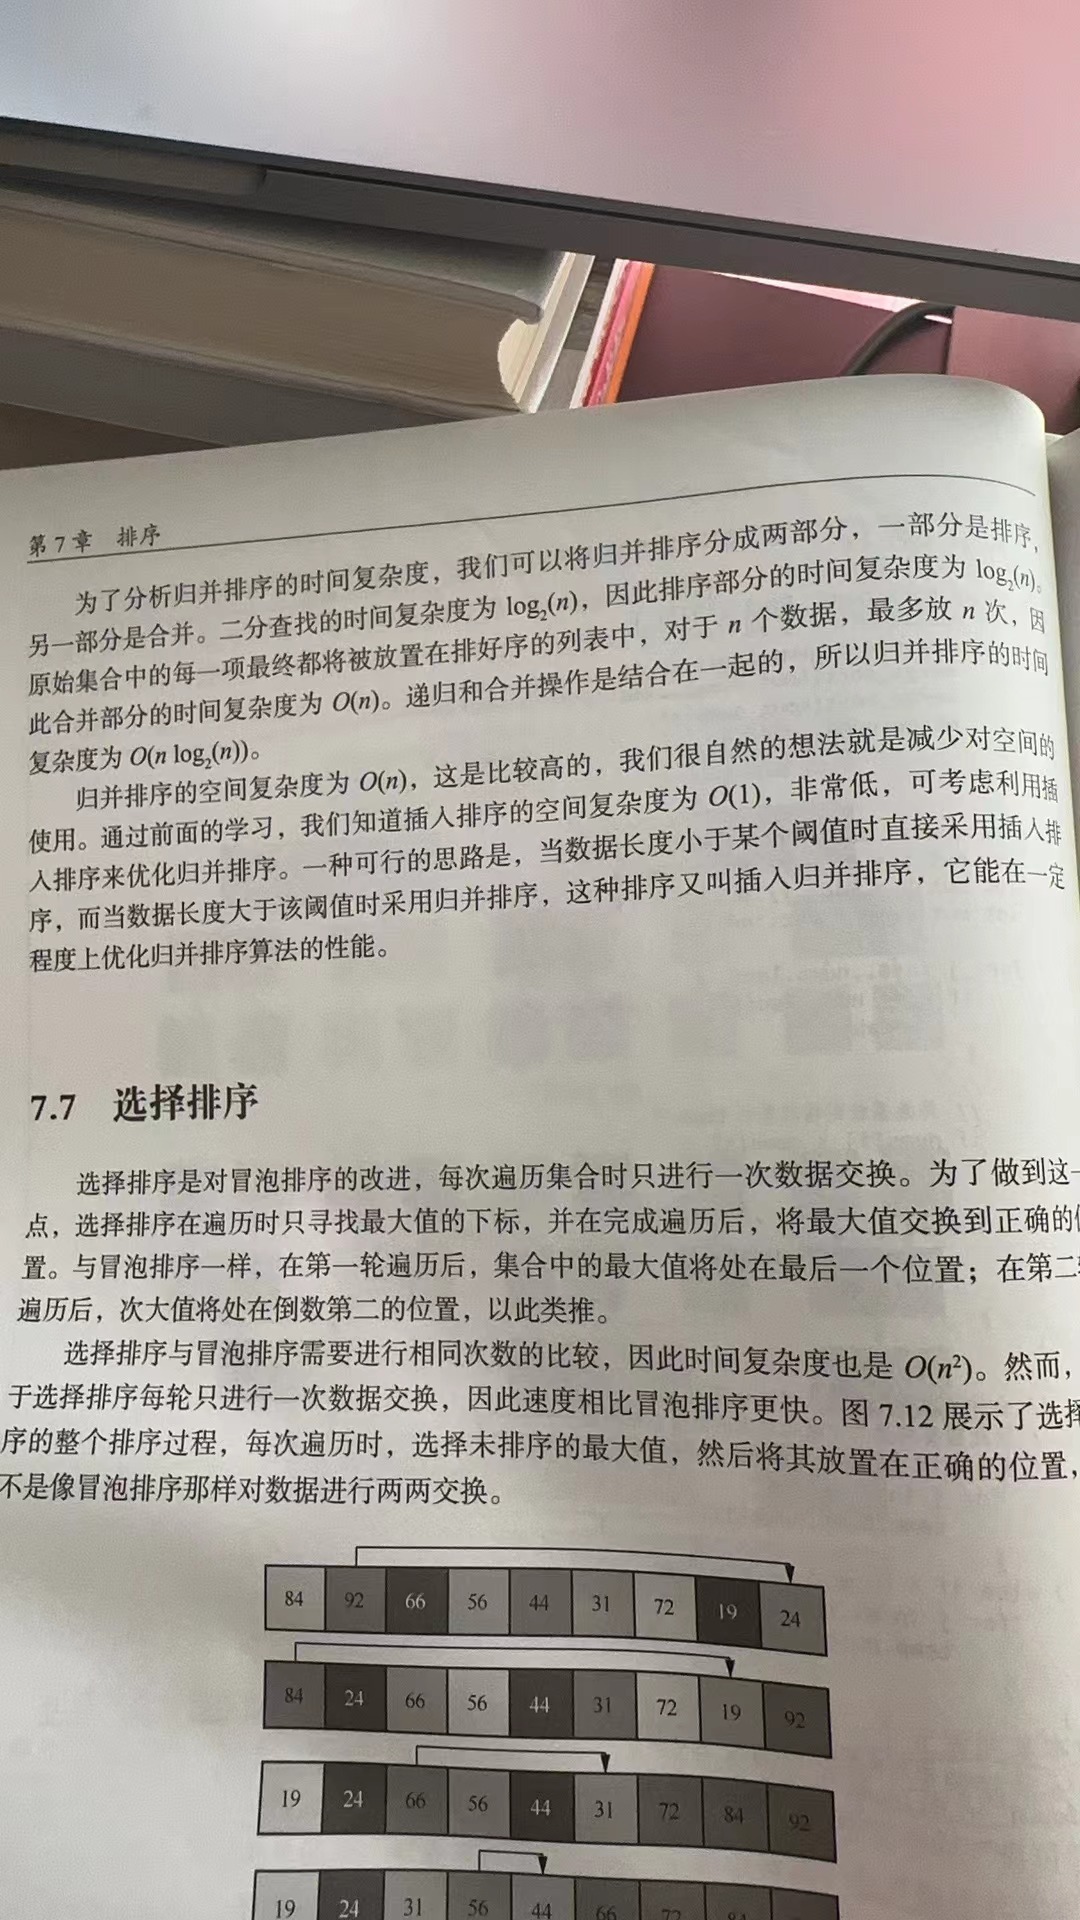 第7章 排序
为了分析归并排序的时间复杂度，我们可以将归并排序分成两部分，一部分是排序，
另一部分是合并。二分查找的时间复杂度为 log₂(n)，因此排序部分的时间复杂度为 log₂(n)。
原始集合中的每一项最终都将被放置在排好序的列表中，对于 n 个数据，最多放 n 次，因
此合并部分的时间复杂度为 O(n)。递归和合并操作是结合在一起的，所以归并排序的时间
复杂度为 O(n log₂(n))。
归并排序的空间复杂度为 O(n)，这是比较高的，我们很自然的想法就是减少对空间的
使用。通过前面的学习，我们知道插入排序的空间复杂度为 O(1)，非常低，可考虑利用插
入排序来优化归并排序。一种可行的思路是，当数据长度小于某个阈值时直接采用插入排
序，而当数据长度大于该阈值时采用归并排序，这种排序又叫插入归并排序，它能在一定
程度上优化归并排序算法的性能。
7.7 选择排序
选择排序是对冒泡排序的改进，每次遍历集合时只进行一次数据交换。为了做到这
点，选择排序在遍历时只寻找最大值的下标，并在完成遍历后，将最大值交换到正确的
置。与冒泡排序一样，在第一轮遍历后，集合中的最大值将处在最后一个位置；在第二
遍历后，次大值将处在倒数第二的位置，以此类推。
选择排序与冒泡排序需要进行相同次数的比较，因此时间复杂度也是 O(n²)。然而，
于选择排序每轮只进行一次数据交换，因此速度相比冒泡排序更快。图 7.12 展示了选择
序的整个排序过程，每次遍历时，选择未排序的最大值，然后将其放置在正确的位置，
不是像冒泡排序那样对数据进行两两交换。
84 92 66 56 44 31 72 19 24
84 24 66 56 44 31 72 19 92
19 24 66 56 44 31 72 84 92
19 24 31 56 44 66 72 84